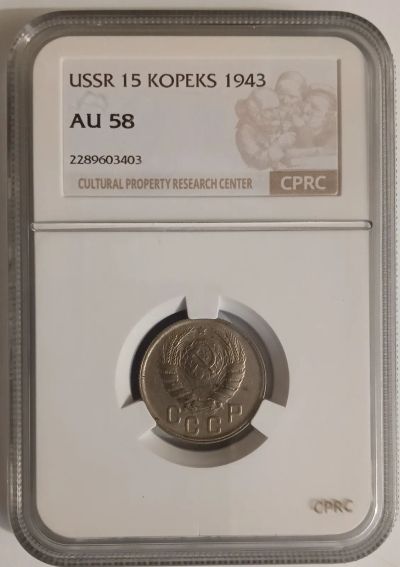 USSR 15 KOPEKS 1943
AU 58
2289603403
CULTURAL PROPERTY RESEARCH CENTER
CPRC
СССР
CPRC